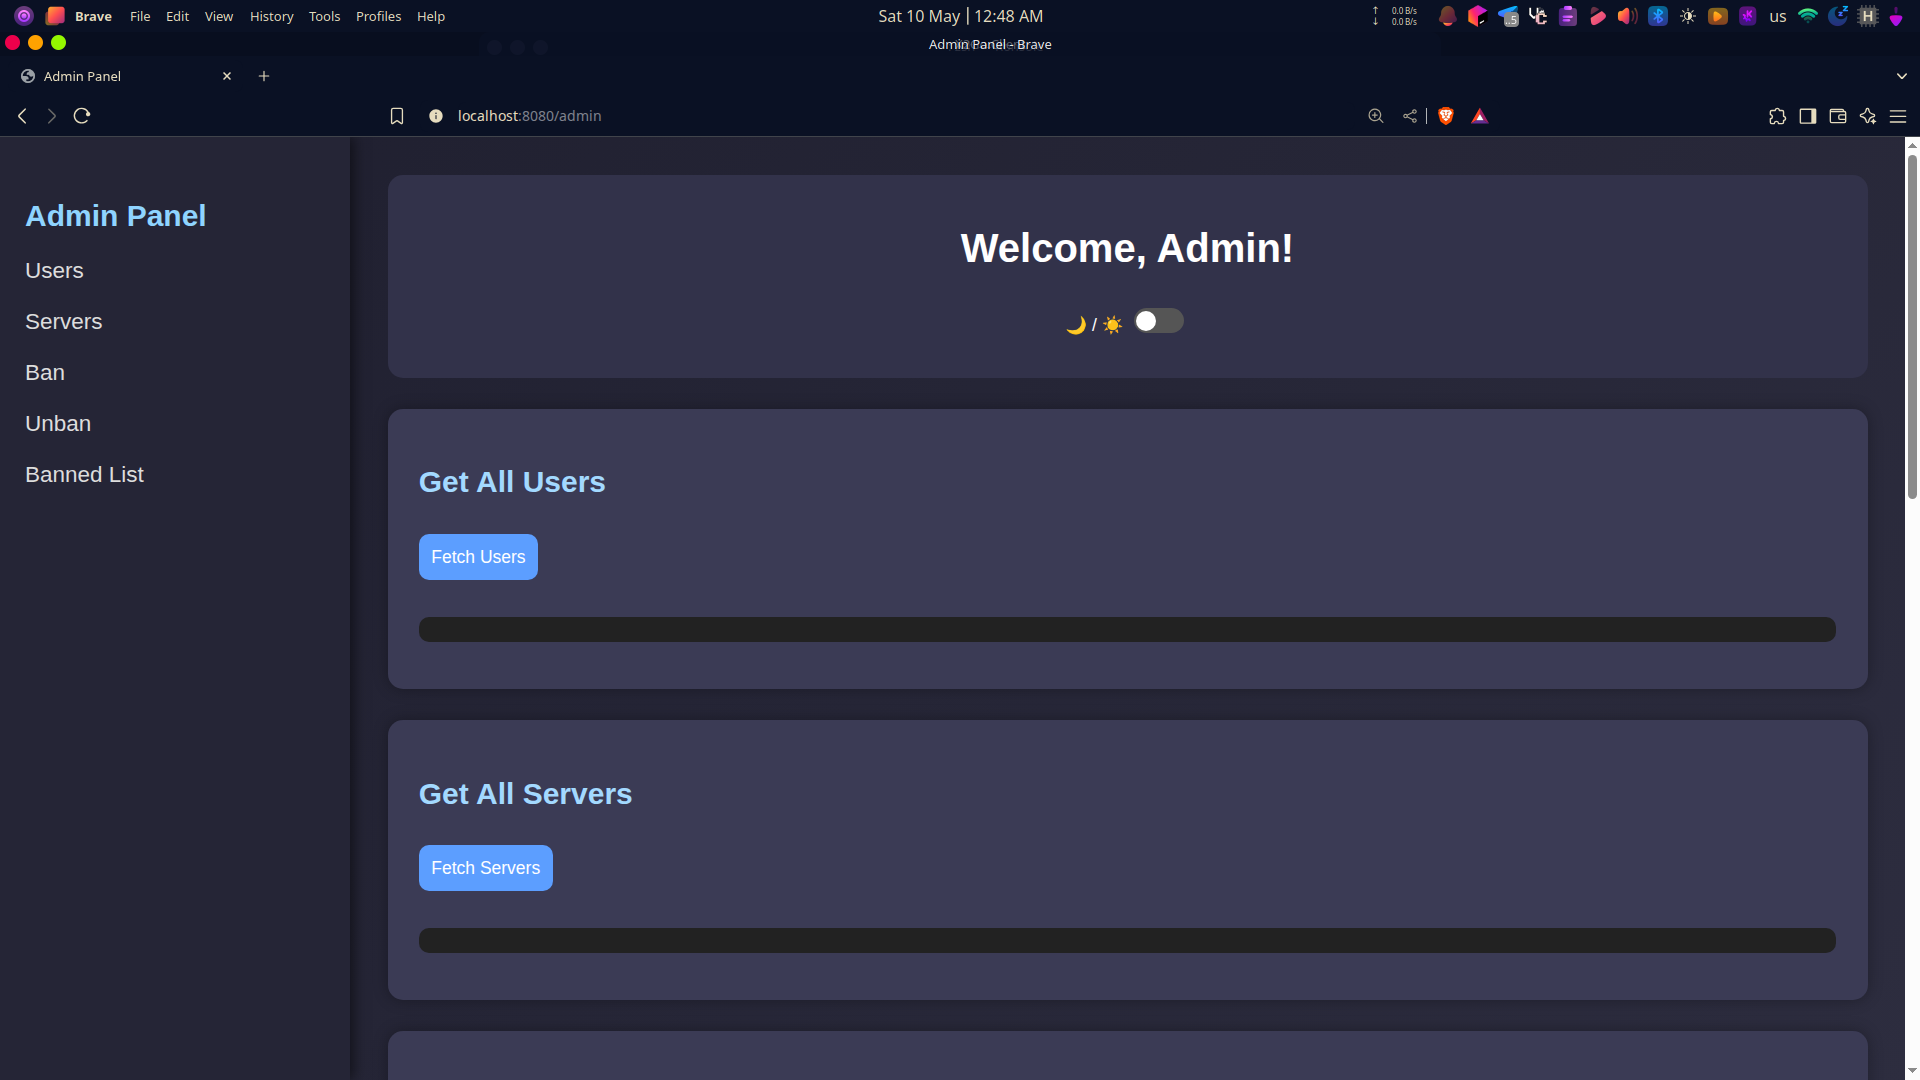 Brave File Edit View History Tools Profiles Help
Sat 10 May | 12:48 AM
0.0 B/s
0.0 B/s
us
H
Brave
Admin Panel
localhost:8080/admin
Admin Panel
Users
Servers
Ban
Unban
Banned List
Welcome, Admin!
/
Get All Users
Fetch Users
Get All Servers
Fetch Servers